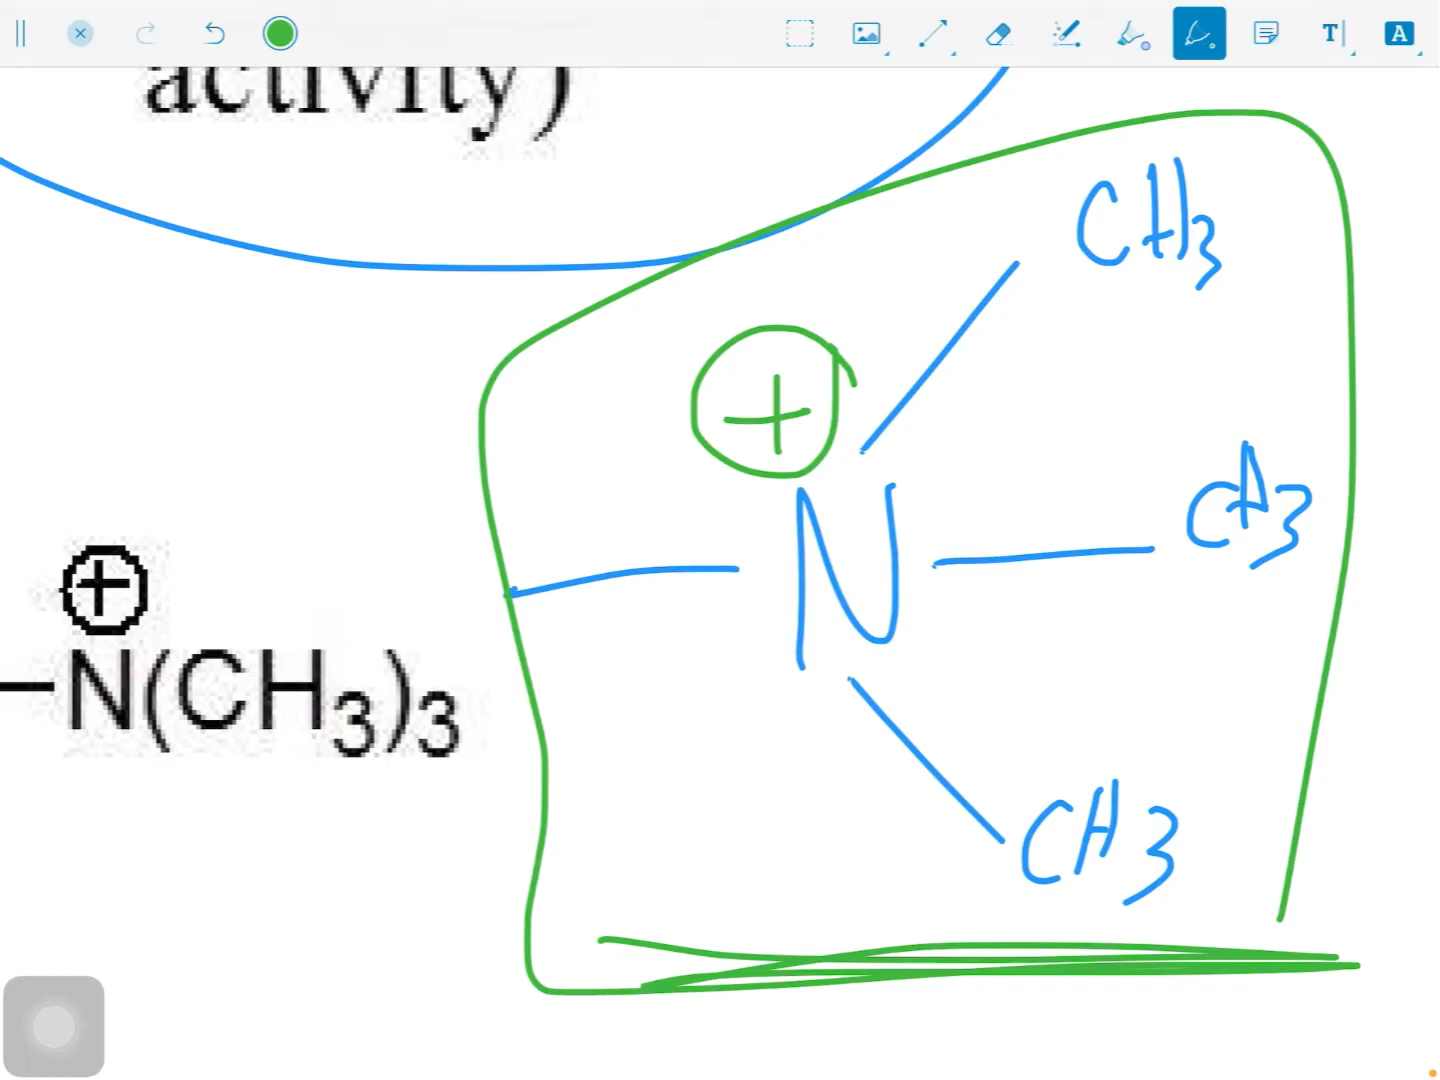 activity)
CH3
⊕
N
CH3
CH3
⊕
–N(CH₃)₃
T
A